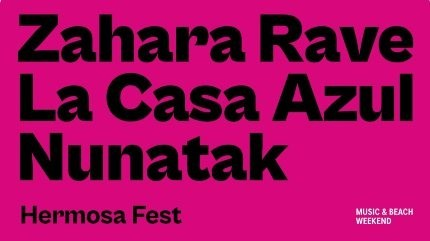 Zahara Rave
La Casa Azul
Nunatak
Hermosa Fest
MUSIC & BEACH
WEEKEND